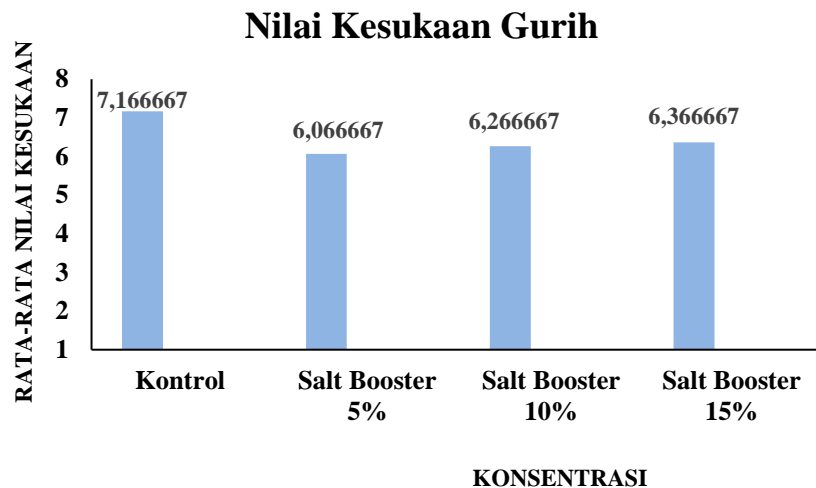 Nilai Kesukaan Gurih
RATA-RATA NILAI KESUKAAN
8
7
6
5
4
3
2
1
7,166667
6,066667
6,266667
6,366667
Kontrol
Salt Booster
5%
Salt Booster
10%
Salt Booster
15%
KONSENTRASI